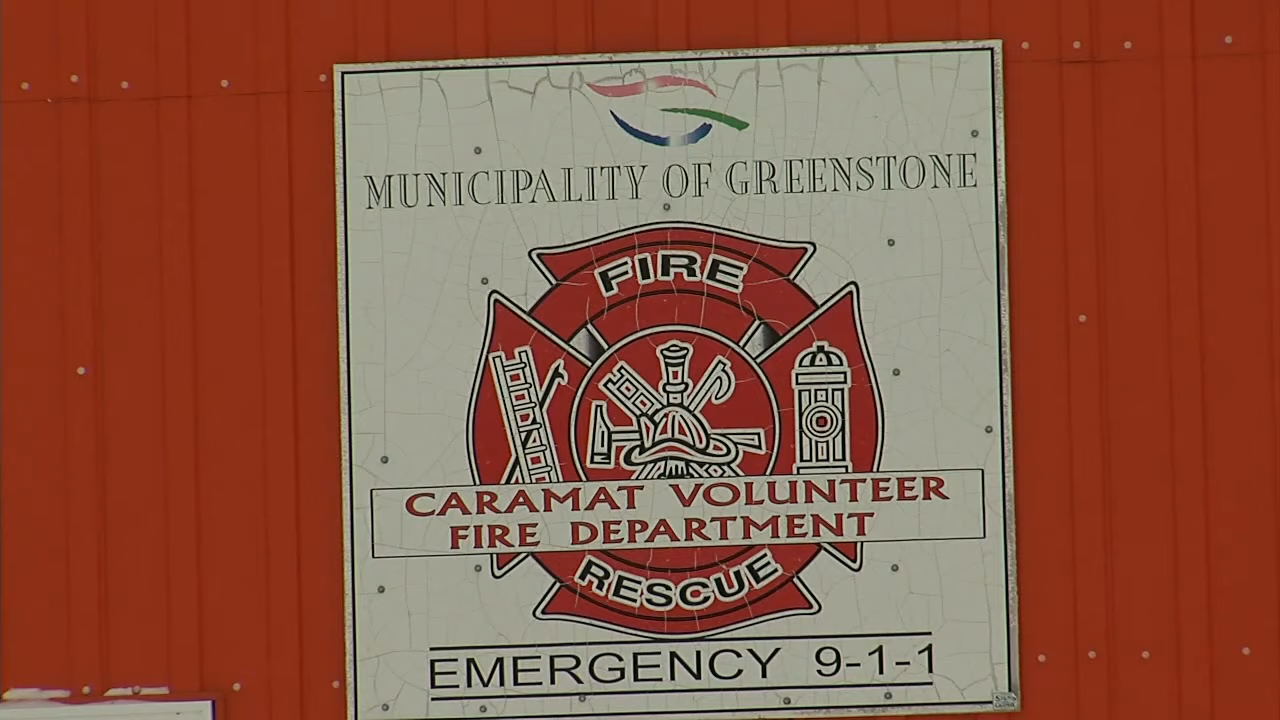 MUNICIPALITY OF GREENSTONE
FIRE
CARAMAT VOLUNTEER
FIRE DEPARTMENT
RESCUE
EMERGENCY 9-1-1